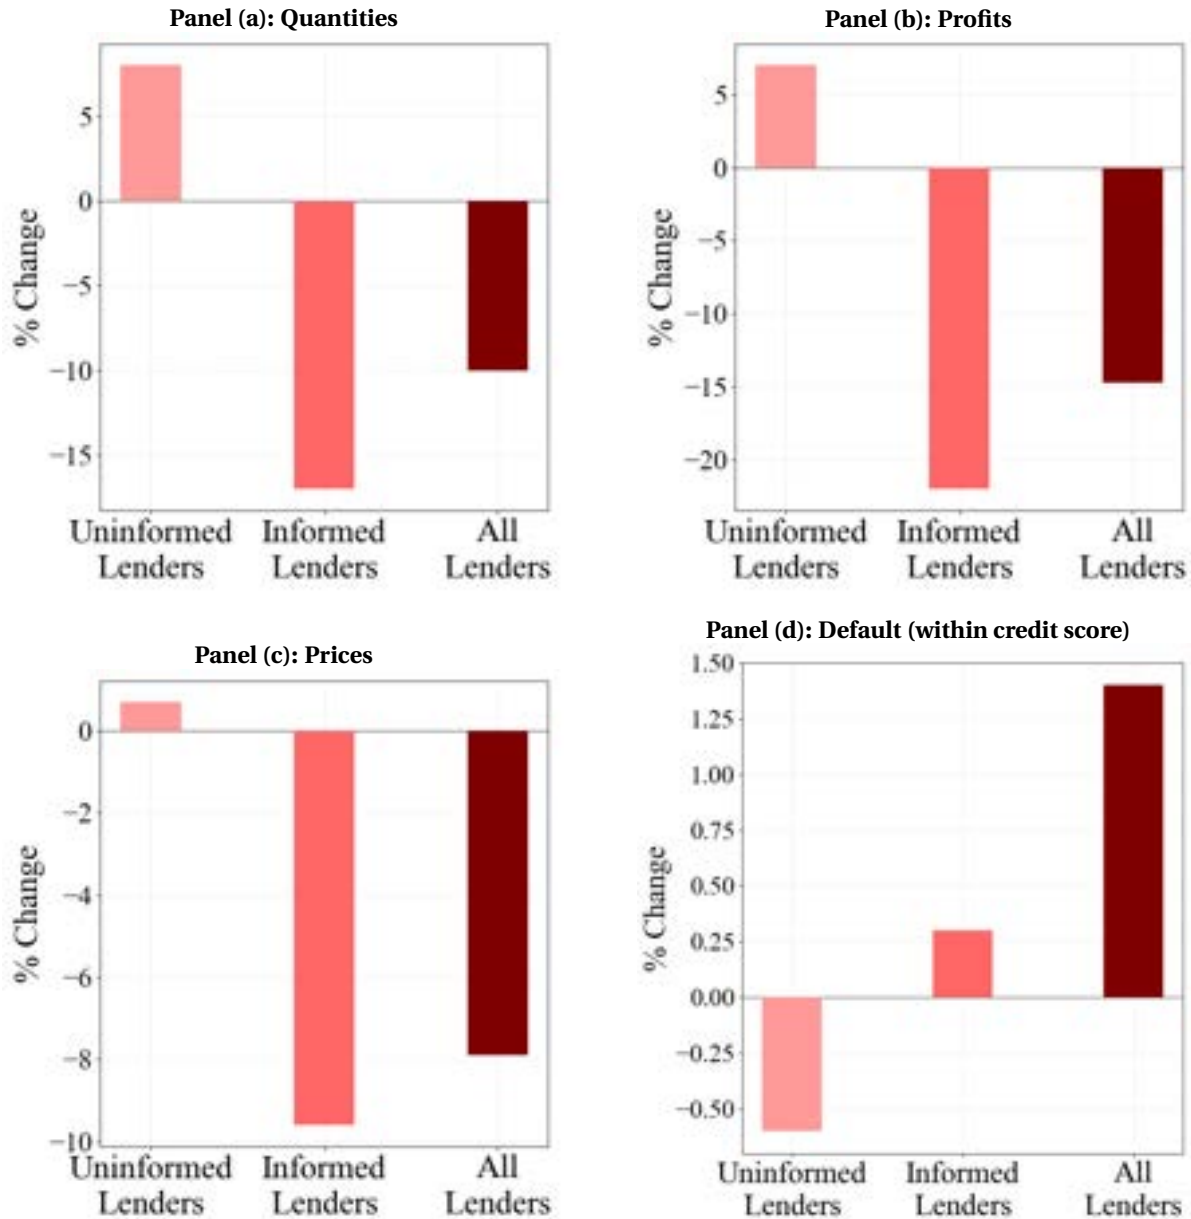 Panel (a): Quantities
% Change
5
0
−5
−10
−15
Uninformed Informed All
Lenders Lenders Lenders
Panel (b): Profits
% Change
5
0
−5
−10
−15
−20
Uninformed Informed All
Lenders Lenders Lenders
Panel (c): Prices
% Change
0
−2
−4
−6
−8
−10
Uninformed Informed All
Lenders Lenders Lenders
Panel (d): Default (within credit score)
% Change
1.50
1.25
1.00
0.75
0.50
0.25
0.00
−0.25
−0.50
Uninformed Informed All
Lenders Lenders Lenders